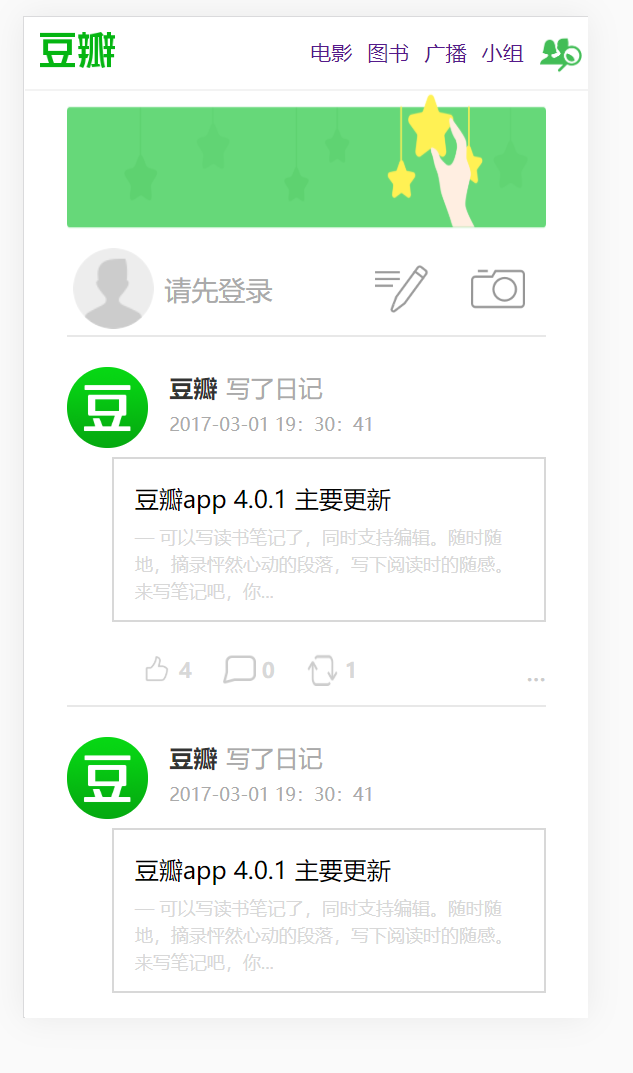 豆瓣 电影 图书 广播 小组
请先登录
豆 豆瓣 写了日记
2017-03-01 19：30：41
豆瓣app 4.0.1 主要更新
— 可以写读书笔记了，同时支持编辑。随时随
地，摘录怦然心动的段落，写下阅读时的随感。
来写笔记吧，你...
4 0 1 ...
豆 豆瓣 写了日记
2017-03-01 19：30：41
豆瓣app 4.0.1 主要更新
— 可以写读书笔记了，同时支持编辑。随时随
地，摘录怦然心动的段落，写下阅读时的随感。
来写笔记吧，你...